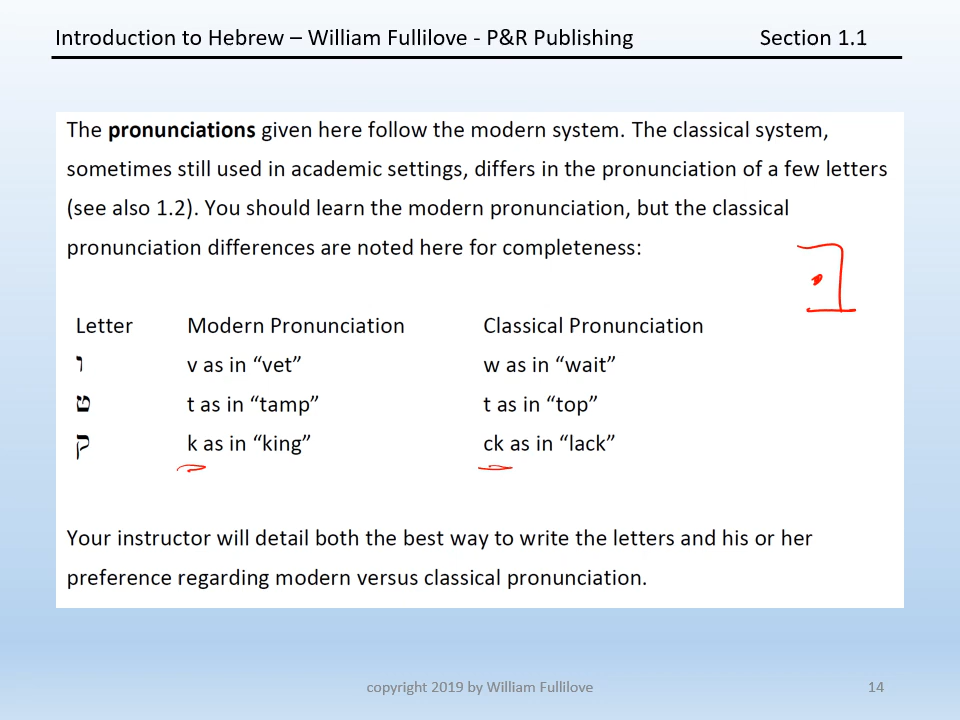 Introduction to Hebrew – William Fullilove - P&R Publishing Section 1.1
The pronunciations given here follow the modern system. The classical system,
sometimes still used in academic settings, differs in the pronunciation of a few letters
(see also 1.2). You should learn the modern pronunciation, but the classical
pronunciation differences are noted here for completeness:
בּ
Letter Modern Pronunciation Classical Pronunciation
ו v as in “vet” w as in “wait”
ט t as in “tamp” t as in “top”
ק k as in “king” ck as in “lack”
Your instructor will detail both the best way to write the letters and his or her
preference regarding modern versus classical pronunciation.
copyright 2019 by William Fullilove 14